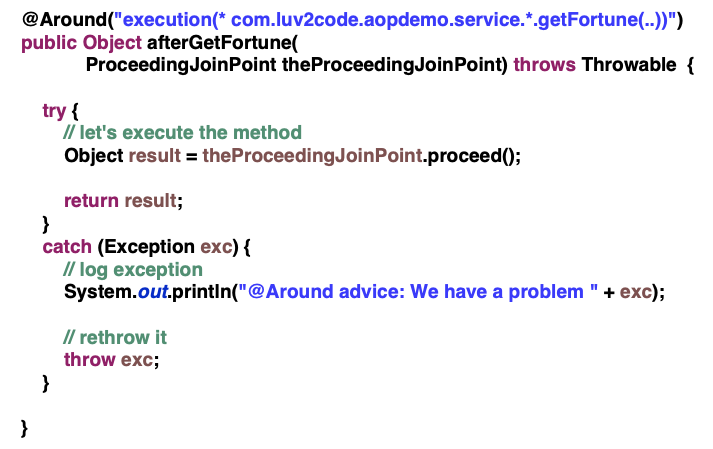 @Around("execution(* com.luv2code.aopdemo.service.*.getFortune(..))")
public Object afterGetFortune(
ProceedingJoinPoint theProceedingJoinPoint) throws Throwable {
try {
// let's execute the method
Object result = theProceedingJoinPoint.proceed();
return result;
}
catch (Exception exc) {
// log exception
System.out.println("@Around advice: We have a problem " + exc);
// rethrow it
throw exc;
}
}